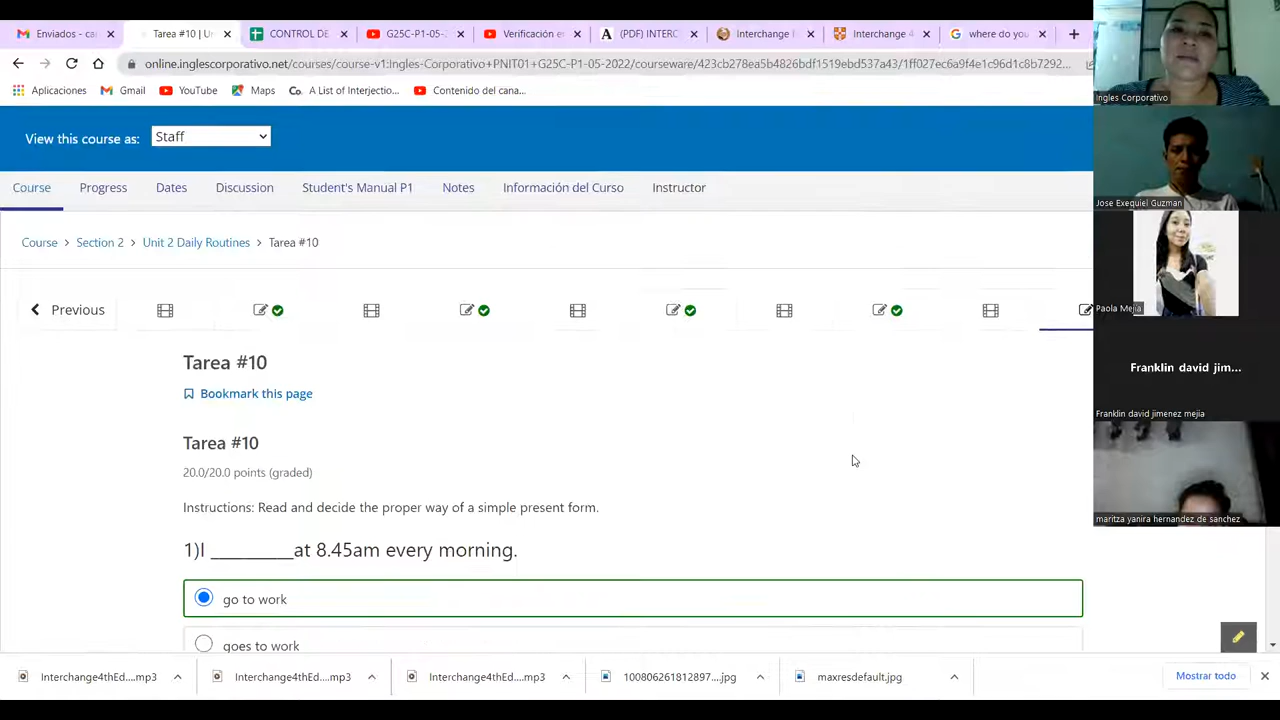 Enviados - ca
Tarea #10 | U
CONTROL DE
G25C-P1-05-
Verificación e
(PDF) INTERC
Interchange
Interchange 4
where do you
online.inglescorporativo.net/courses/course-v1:Ingles-Corporativo+PNIT01+G25C-P1-05-2022/courseware/423cb278ea5b4826bdf1519ebd537a43/1ff027ec6a9f4e1c96d1c8b7292...
Aplicaciones
Gmail
YouTube
Maps
Co.
A List of Interjectio...
Contenido del cana...
View this course as:
Staff
Course
Progress
Dates
Discussion
Student's Manual P1
Notes
Información del Curso
Instructor
Course > Section 2 > Unit 2 Daily Routines > Tarea #10
Previous
Tarea #10
Bookmark this page
Tarea #10
20.0/20.0 points (graded)
Instructions: Read and decide the proper way of a simple present form.
1)I __________at 8.45am every morning.
go to work
goes to work
Interchange4thEd....mp3
Interchange4thEd....mp3
Interchange4thEd....mp3
100806261812897....jpg
maxresdefault.jpg
Mostrar todo
Ingles Corporativo
Jose Exequiel Guzman
Paola Mejia
Franklin david jim...
Franklin david jimenez mejia
maritza yanira hernandez de sanchez